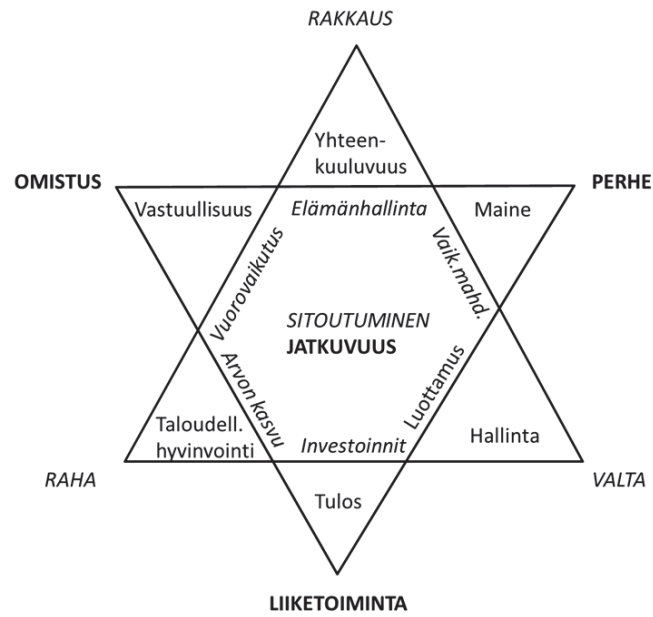 RAKKAUS
Yhteen-
kuuluvuus
OMISTUS
PERHE
Vastuullisuus
Elämänhallinta
Maine
Vuorovaikutus
Vaik.mahd.
SITOUTUMINEN
JATKUVUUS
Arvon kasvu
Luottamus
Taloudell.
hyvinvointi
Investoinnit
Hallinta
RAHA
VALTA
Tulos
LIIKETOIMINTA